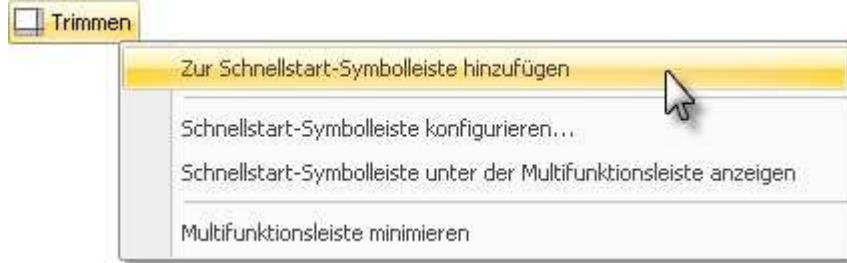 Trimmen
Zur Schnellstart-Symbolleiste hinzufügen
Schnellstart-Symbolleiste konfigurieren...
Schnellstart-Symbolleiste unter der Multifunktionsleiste anzeigen
Multifunktionsleiste minimieren